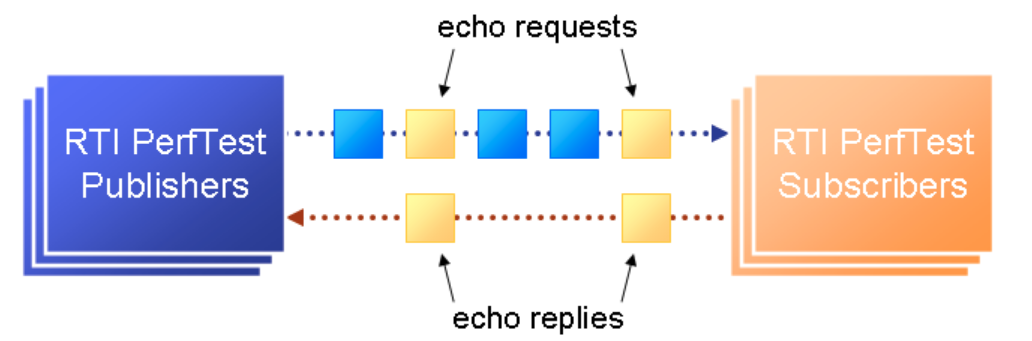 echo requests
RTI PerfTest
Publishers
RTI PerfTest
Subscribers
echo replies